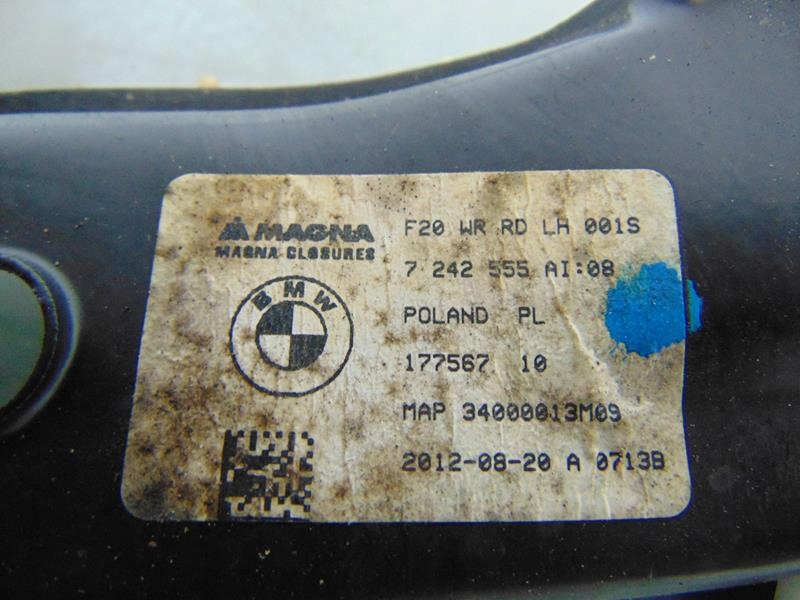 MAGNA
MAGNA CLOSURES
BMW
F20 WR RD LH 001S
7 242 555 AI:08
POLAND PL
177567 10
MAP 34000013M09
2012-08-20 A 0713B